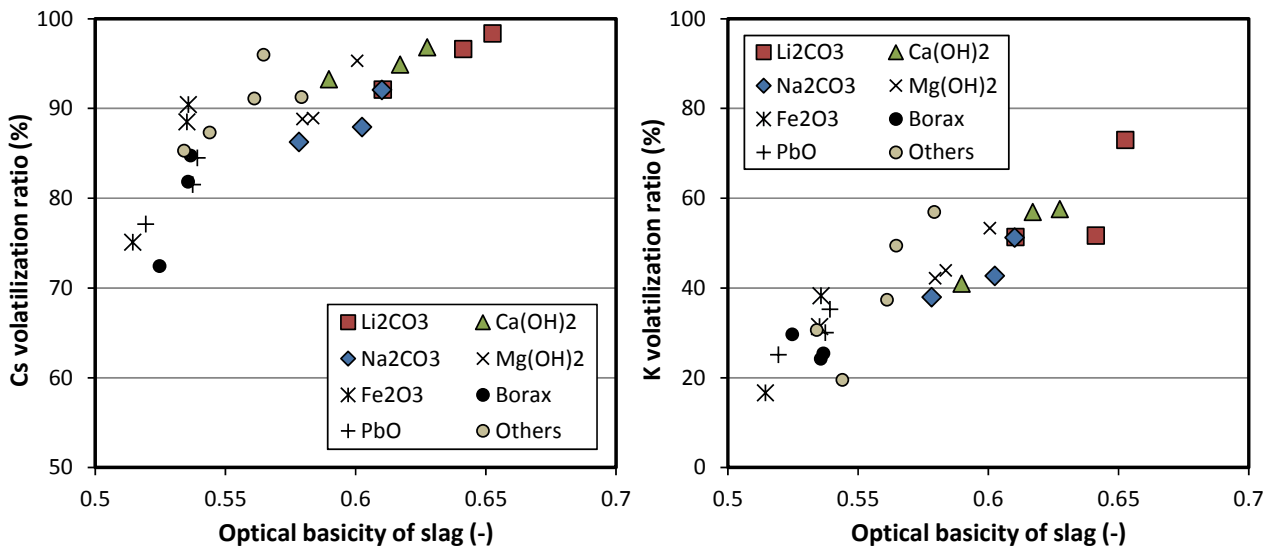 Cs volatilization ratio (%)
100
90
80
70
60
50
0.5
0.55
0.6
0.65
0.7
Optical basicity of slag (-)
Li2CO3
Ca(OH)2
Na2CO3
Mg(OH)2
Fe2O3
Borax
PbO
Others
K volatilization ratio (%)
100
80
60
40
20
0
0.5
0.55
0.6
0.65
0.7
Optical basicity of slag (-)
Li2CO3
Ca(OH)2
Na2CO3
Mg(OH)2
Fe2O3
Borax
PbO
Others